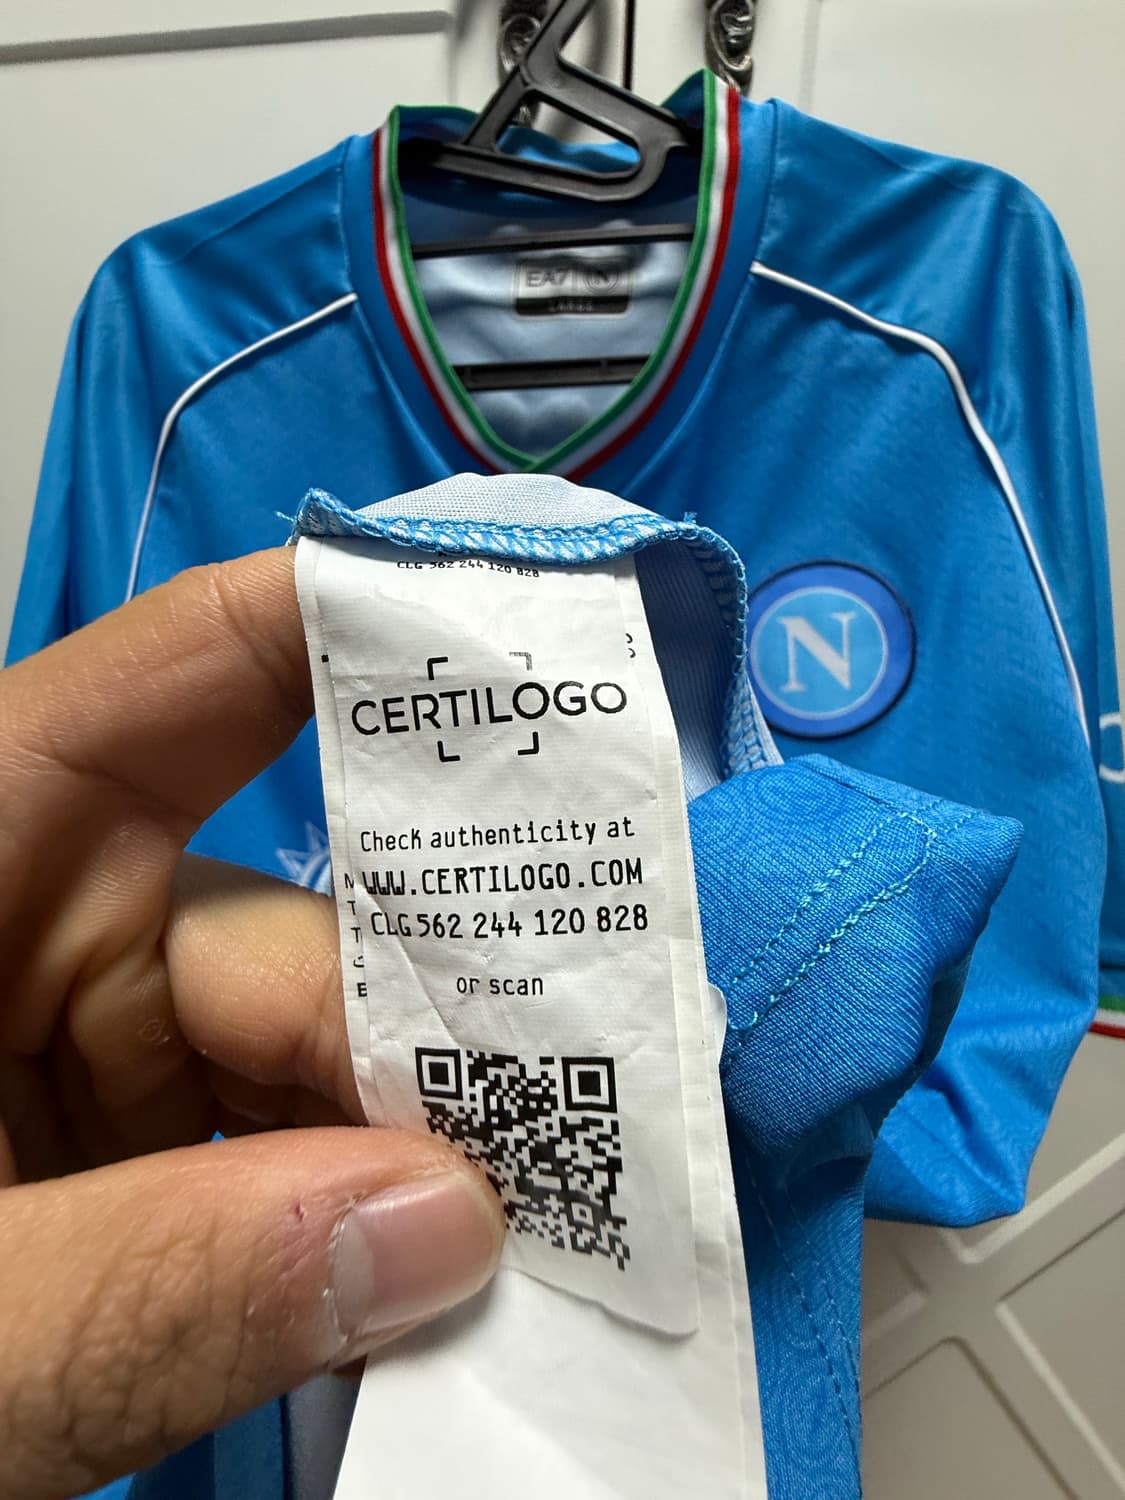 EA7 N
LARGE
CLG 562 244 120 828
CERTILOGO
N
Check authenticity at
WWW.CERTILOGO.COM
CLG 562 244 120 828
or scan